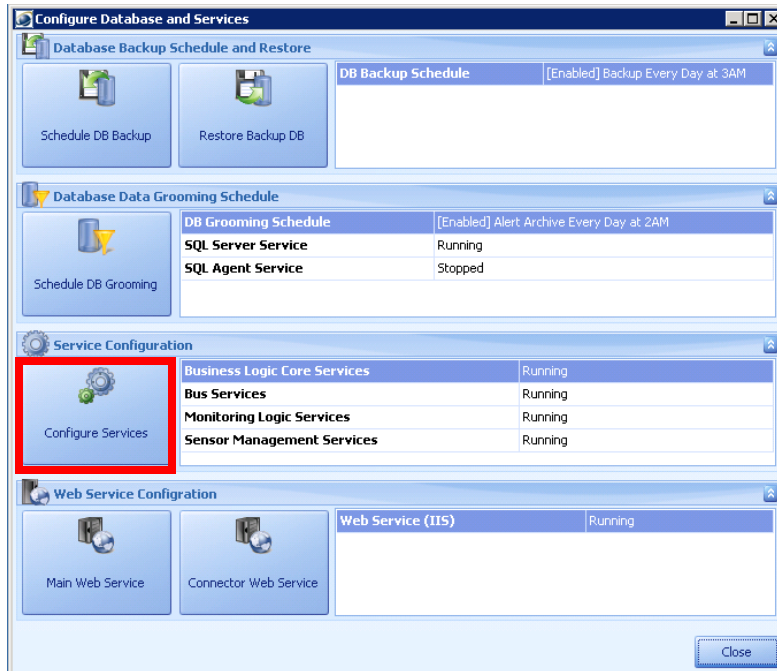 Configure Database and Services
Database Backup Schedule and Restore
Schedule DB Backup
Restore Backup DB
DB Backup Schedule [Enabled] Backup Every Day at 3AM
Database Data Grooming Schedule
Schedule DB Grooming
DB Grooming Schedule [Enabled] Alert Archive Every Day at 2AM
SQL Server Service Running
SQL Agent Service Stopped
Service Configuration
Configure Services
Business Logic Core Services Running
Bus Services Running
Monitoring Logic Services Running
Sensor Management Services Running
Web Service Configration
Main Web Service
Connector Web Service
Web Service (IIS) Running
Close